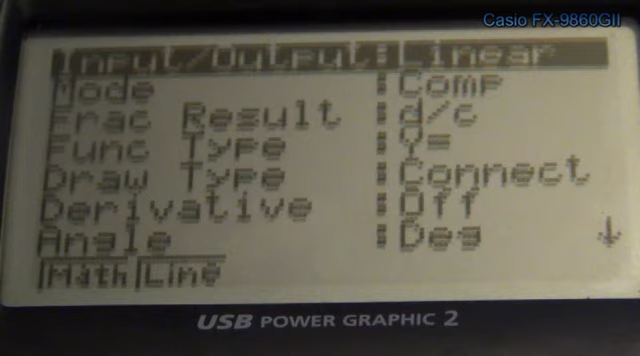 Casio FX-9860GII
Input/Output:Linear
Mode :Comp
Frac Result :d/c
Func Type :Y=
Draw Type :Connect
Derivative :Off
Angle :Deg ↓
Math Line
USB POWER GRAPHIC 2